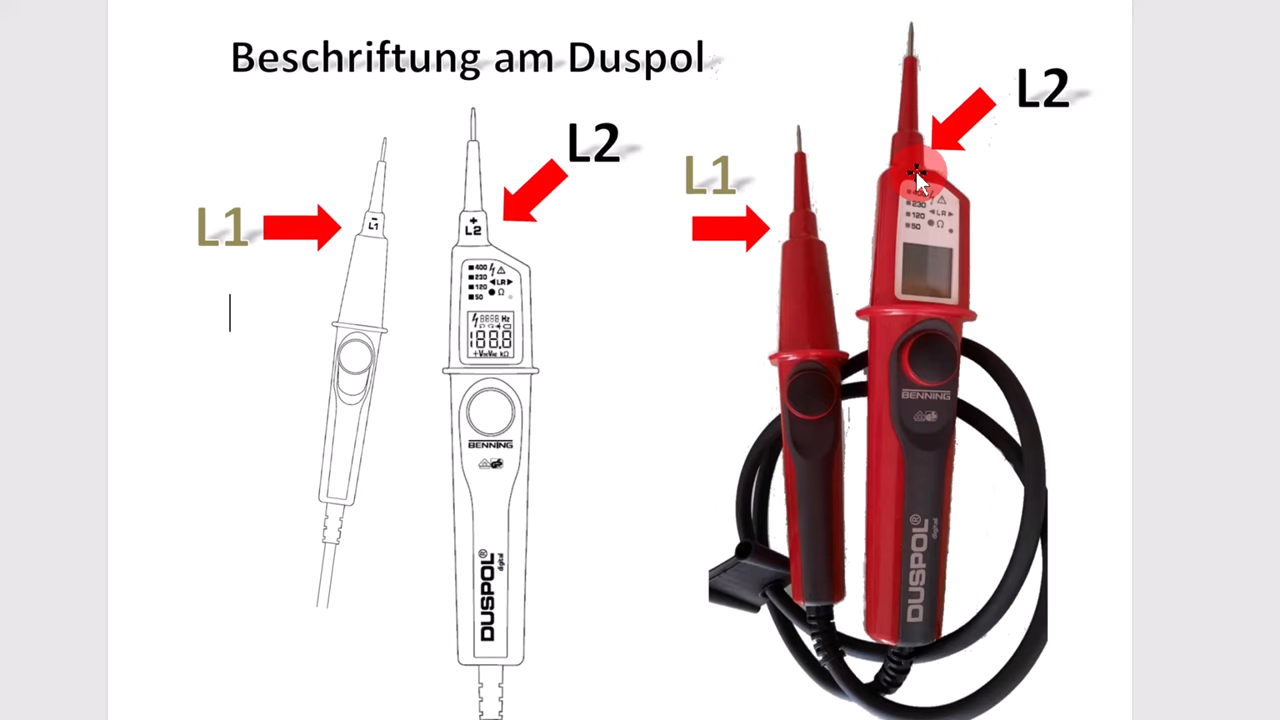 Beschriftung am Duspol
L1
L2
-
L1
+
L2
400
230
120
50
LR
Ω
Hz
188.8
kΩ
BENNING
DUSPOL®
digital
L1
L2
230
120
50
LR
Ω
BENNING
DUSPOL®
digital